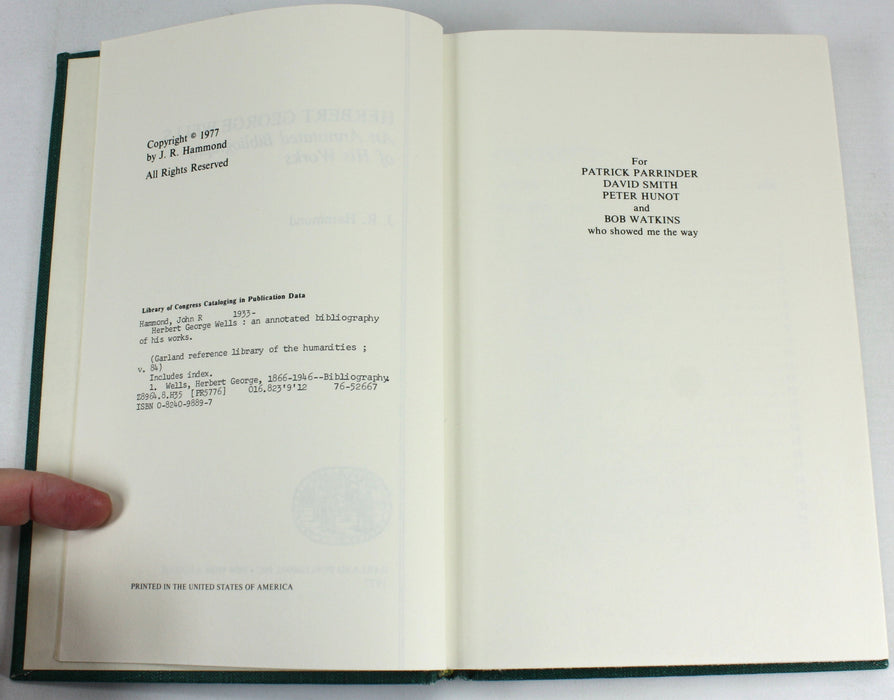 Copyright © 1977
by J. R. Hammond
All Rights Reserved
Library of Congress Cataloging in Publication Data
Hammond, John R 1933-
Herbert George Wells : an annotated bibliography
of his works.
(Garland reference library of the humanities ;
v. 84)
Includes index.
1. Wells, Herbert George, 1866-1946--Bibliography.
Z8964.8.H35 [PR5776] 016.823'9'12 76-52667
ISBN 0-8240-9889-7
PRINTED IN THE UNITED STATES OF AMERICA
For
PATRICK PARRINDER
DAVID SMITH
PETER HUNOT
and
BOB WATKINS
who showed me the way